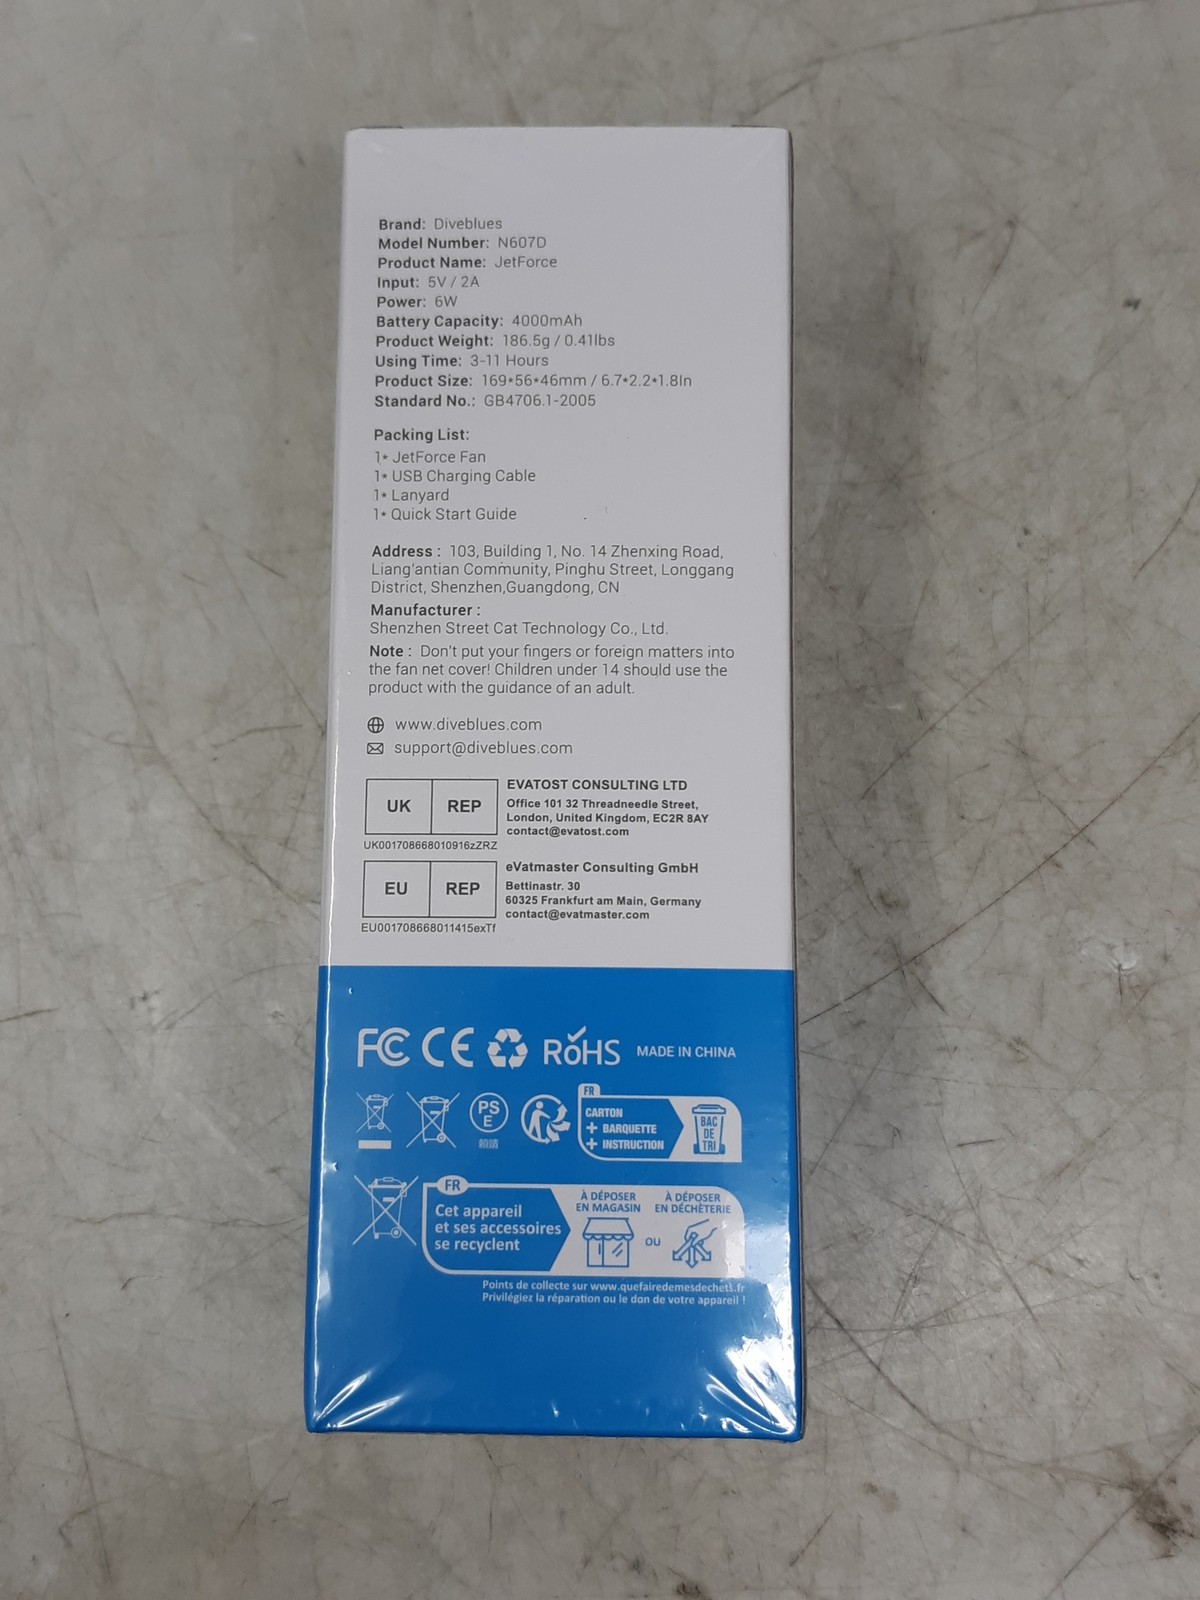 Brand: Diveblues
Model Number: N607D
Product Name: JetForce
Input: 5V / 2A
Power: 6W
Battery Capacity: 4000mAh
Product Weight: 186.5g / 0.41lbs
Using Time: 3-11 Hours
Product Size: 169*56*46mm / 6.7*2.2*1.8In
Standard No.: GB4706.1-2005
Packing List:
1* JetForce Fan
1* USB Charging Cable
1* Lanyard
1* Quick Start Guide
Address : 103, Building 1, No. 14 Zhenxing Road,
Liang'antian Community, Pinghu Street, Longgang
District, Shenzhen,Guangdong, CN
Manufacturer :
Shenzhen Street Cat Technology Co., Ltd.
Note : Don't put your fingers or foreign matters into
the fan net cover! Children under 14 should use the
product with the guidance of an adult.
www.diveblues.com
support@diveblues.com
UK REP
UK001708668010916zZRZ
EVATOST CONSULTING LTD
Office 101 32 Threadneedle Street,
London, United Kingdom, EC2R 8AY
contact@evatost.com
EU REP
EU001708668011415exTf
eVatmaster Consulting GmbH
Bettinastr. 30
60325 Frankfurt am Main, Germany
contact@evatmaster.com
FC CE RoHS MADE IN CHINA
PS
E
FR
CARTON
+ BARQUETTE
+ INSTRUCTION
BAC
DE
TRI
FR
Cet appareil
et ses accessoires
se recyclent
À DÉPOSER
EN MAGASIN
OU
À DÉPOSER
EN DÉCHÈTERIE
Points de collecte sur www.quefairedemesdechets.fr
Privilégiez la réparation ou le don de votre appareil !